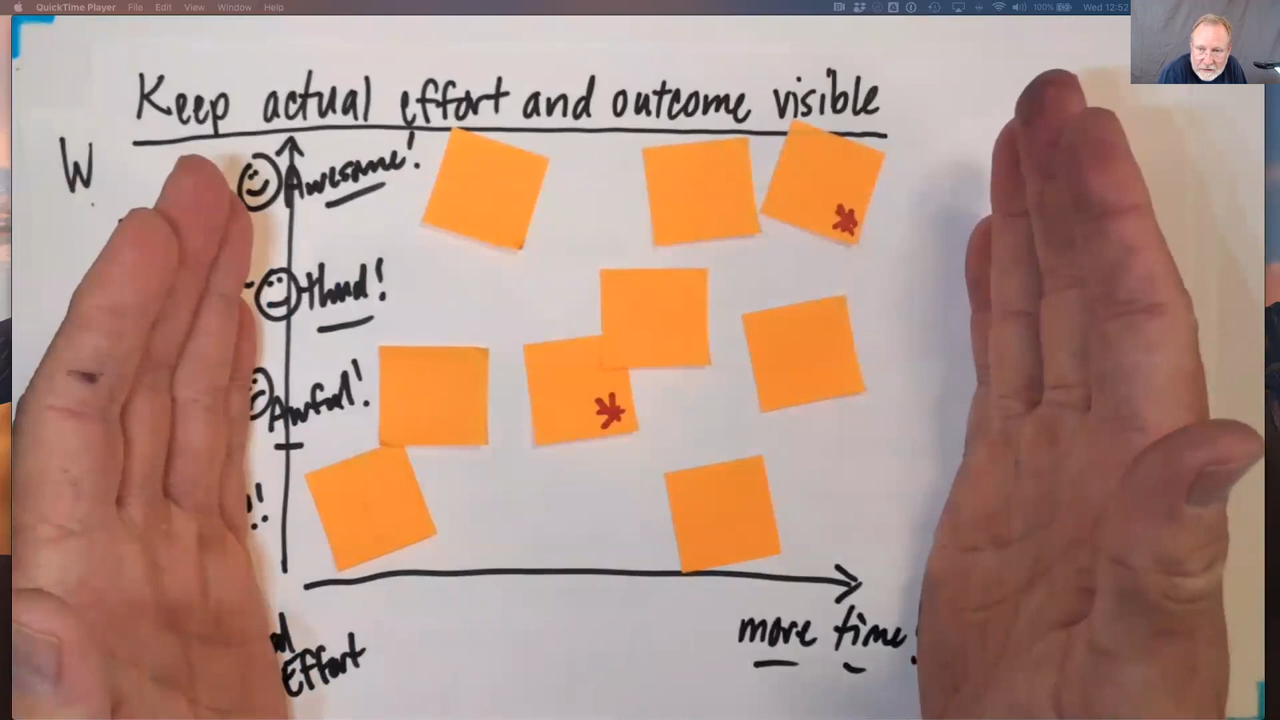 QuickTime Player File Edit View Window Help
100% Wed 12:52
Keep actual effort and outcome visible
W
Awesome!
thud!
Awful!
!!
Effort
more time!